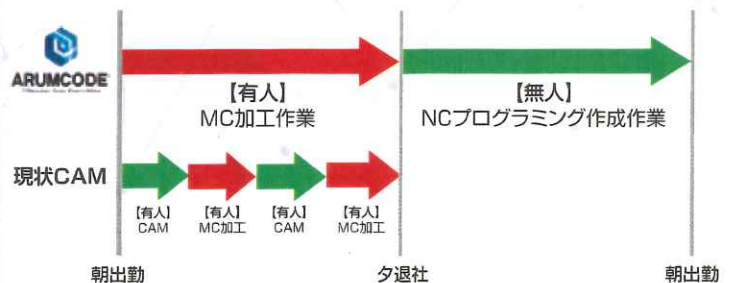 ARUMCODE
【有人】
MC加工作業
【無人】
NCプログラミング作成作業
現状CAM
【有人】
CAM
【有人】
MC加工
【有人】
CAM
【有人】
MC加工
朝出勤
夕退社
朝出勤